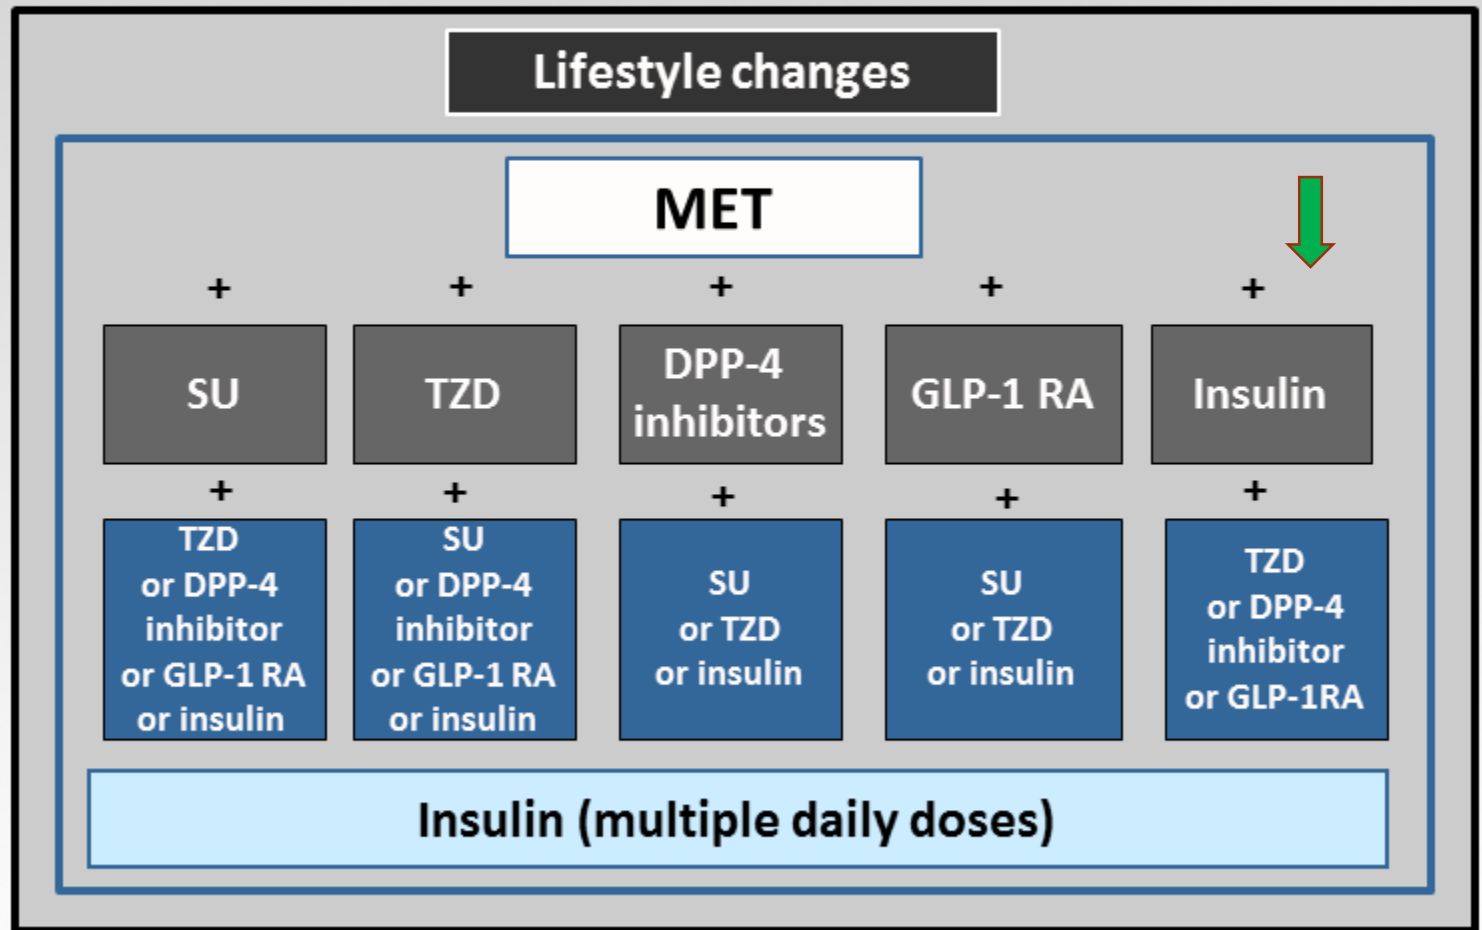 Lifestyle changes
MET
+ + + + +
SU
TZD
DPP-4
inhibitors
GLP-1 RA
Insulin
+ + + + +
TZD
or DPP-4
inhibitor
or GLP-1 RA
or insulin
SU
or DPP-4
inhibitor
or GLP-1 RA
or insulin
SU
or TZD
or insulin
SU
or TZD
or insulin
TZD
or DPP-4
inhibitor
or GLP-1RA
Insulin (multiple daily doses)